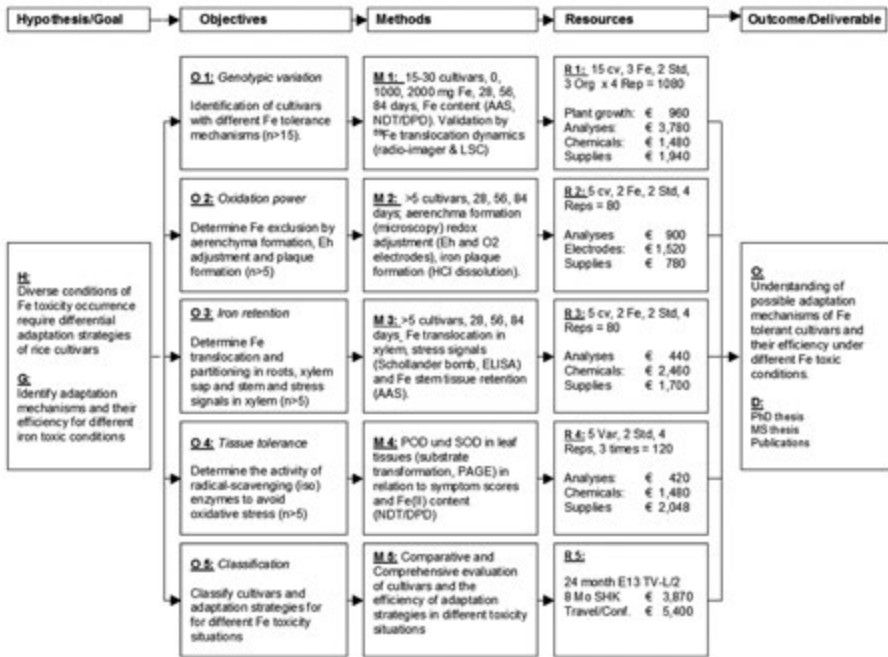 Hypothesis/Goal
Objectives
Methods
Resources
Outcome/Deliverable
H:
Diverse conditions of
Fe toxicity occurrence
require differential
adaptation strategies
of rice cultivars
G:
Identify adaptation
mechanisms and their
efficiency for different
iron toxic conditions
O 1: Genotypic variation
Identification of cultivars
with different Fe tolerance
mechanisms (n>15).
M 1: 15-30 cultivars, 0,
1000, 2000 mg Fe, 28, 56,
84 days, Fe content (AAS,
NDT/DPD). Validation by
Fe translocation dynamics
(radio-imager & LSC)
R 1: 15 cv, 3 Fe, 2 Std,
3 Org x 4 Rep = 1080
Plant growth: € 960
Analyses: € 3,780
Chemicals: € 1,480
Supplies € 1,940
O 2: Oxidation power
Determine Fe exclusion by
aerenchyma formation, Eh
adjustment and plaque
formation (n>5)
M 2: >5 cultivars, 28, 56, 84
days; aerenchma formation
(microscopy) redox
adjustment (Eh and O2
electrodes), iron plaque
formation (HCl dissolution).
R 2: 5 cv, 2 Fe, 2 Std, 4
Reps = 80
Analyses € 900
Electrodes: € 1,520
Supplies € 780
O 3: Iron retention
Determine Fe
translocation and
partitioning in roots, xylem
sap and stem and stress
signals in xylem (n>5)
M 3: >5 cultivars, 28, 56, 84
days, Fe translocation in
xylem, stress signals
(Schollander bomb, ELISA)
and Fe stem tissue retention
(AAS).
R 3: 5 cv, 2 Fe, 2 Std, 4
Reps = 80
Analyses € 440
Chemicals: € 2,460
Supplies € 1,700
O 4: Tissue tolerance
Determine the activity of
radical-scavenging (iso)
enzymes to avoid
oxidative stress (n>5)
M 4: POD und SOD in leaf
tissues (substrate
transformation, PAGE) in
relation to symptom scores
and Fe(II) content
(NDT/DPD)
R 4: 5 Var, 2 Std, 4
Reps, 3 times = 120
Analyses: € 420
Chemicals: € 1,480
Supplies € 2,048
O 5: Classification
Classify cultivars and
adaptation strategies for
for different Fe toxicity
situations
M 5: Comparative and
Comprehensive evaluation
of cultivars and the
efficiency of adaptation
strategies in different toxicity
situations
R 5:
24 month E13 TV-L/2
8 Mo SHK € 3,870
Travel/Conf. € 5,400
O:
Understanding of
possible adaptation
mechanisms of Fe
tolerant cultivars and
their efficiency under
different Fe toxic
conditions.
D:
PhD thesis
MS thesis
Publications